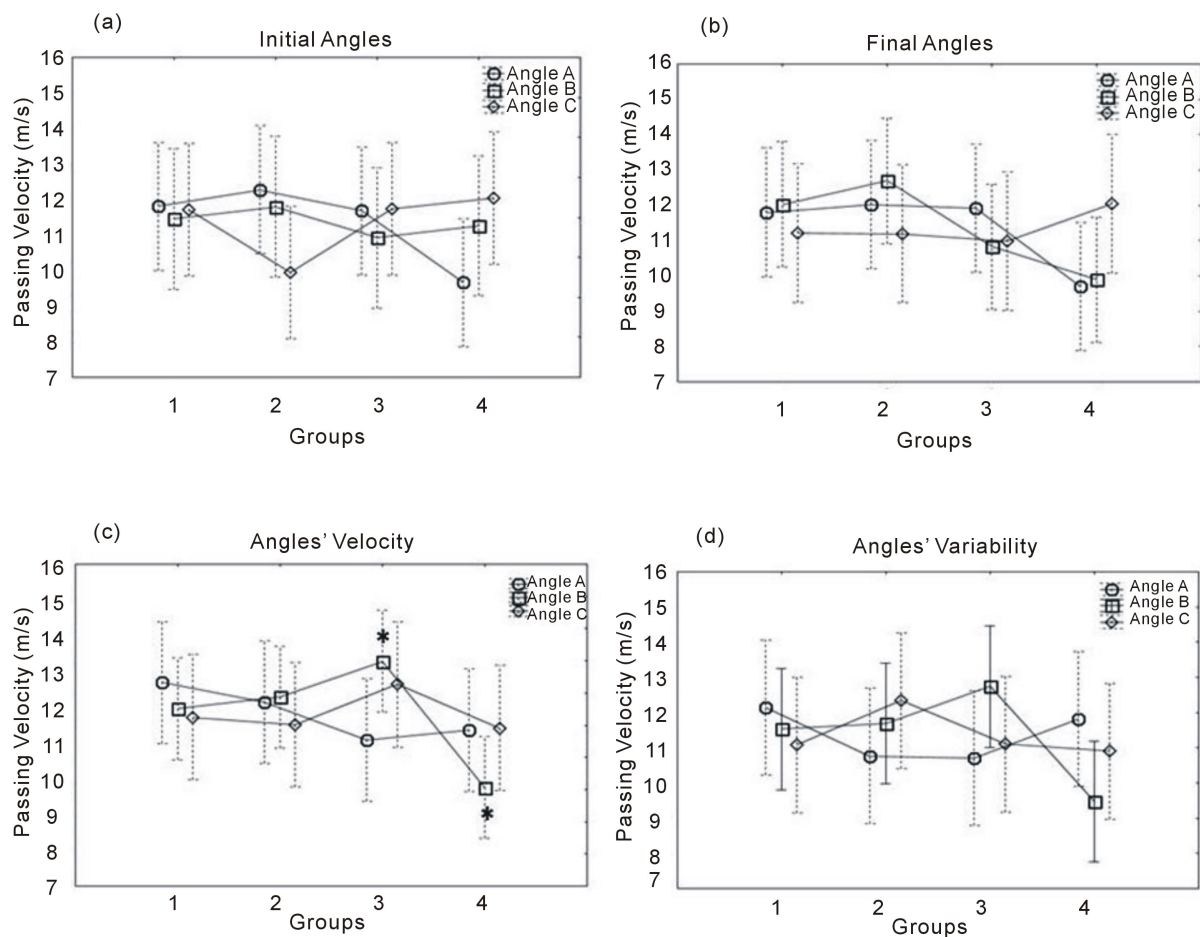 (a)
Initial Angles
Passing Velocity (m/s)
16
15
14
13
12
11
10
9
8
7
Angle A
Angle B
Angle C
1 2 3 4
Groups
(b)
Final Angles
Passing Velocity (m/s)
16
15
14
13
12
11
10
9
8
7
Angle A
Angle B
Angle C
1 2 3 4
Groups
(c)
Angles’ Velocity
Passing Velocity (m/s)
16
15
14
13
12
11
10
9
8
7
Angle A
Angle B
Angle C
*
*
1 2 3 4
Groups
(d)
Angles’ Variability
Passing Velocity (m/s)
16
15
14
13
12
11
10
9
8
7
Angle A
Angle B
Angle C
1 2 3 4
Groups